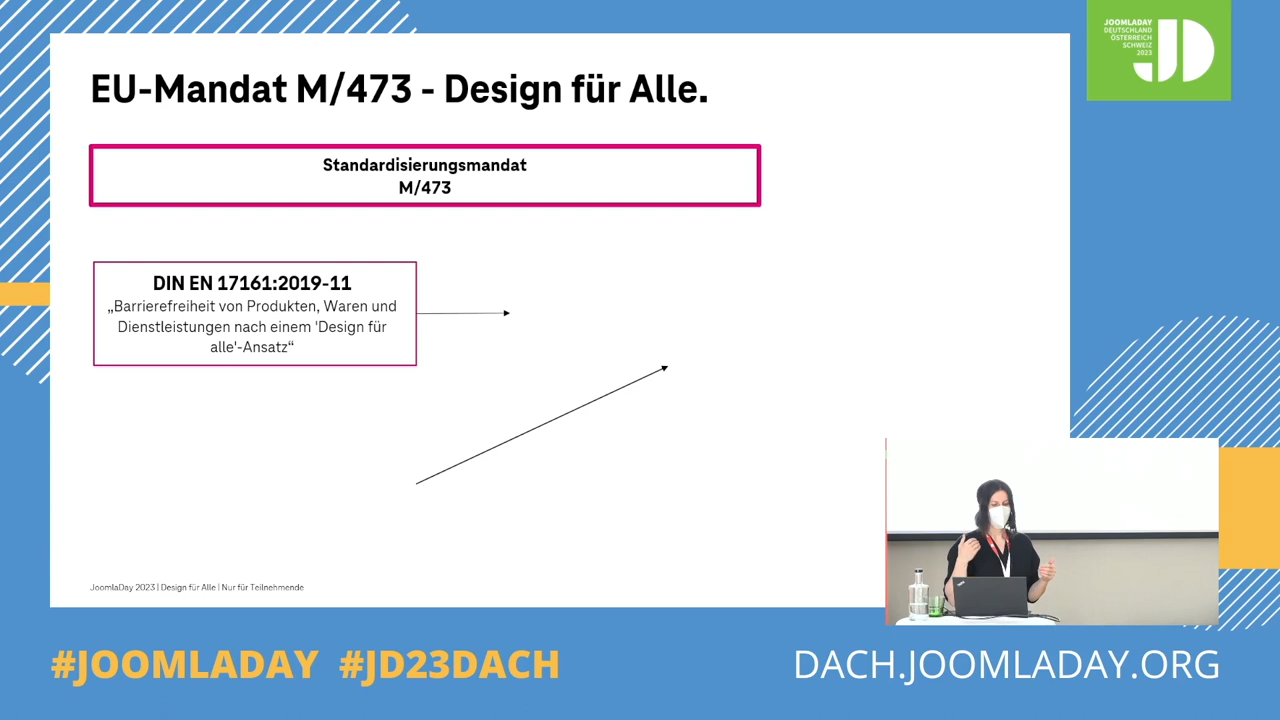 JOOMLADAY
DEUTSCHLAND
ÖSTERREICH
SCHWEIZ
2023
JD
EU-Mandat M/473 - Design für Alle.
Standardisierungsmandat
M/473
DIN EN 17161:2019-11
„Barrierefreiheit von Produkten, Waren und
Dienstleistungen nach einem 'Design für
alle'-Ansatz“
JoomlaDay 2023 | Design für Alle | Nur für Teilnehmende
#JOOMLADAY #JD23DACH
DACH.JOOMLADAY.ORG